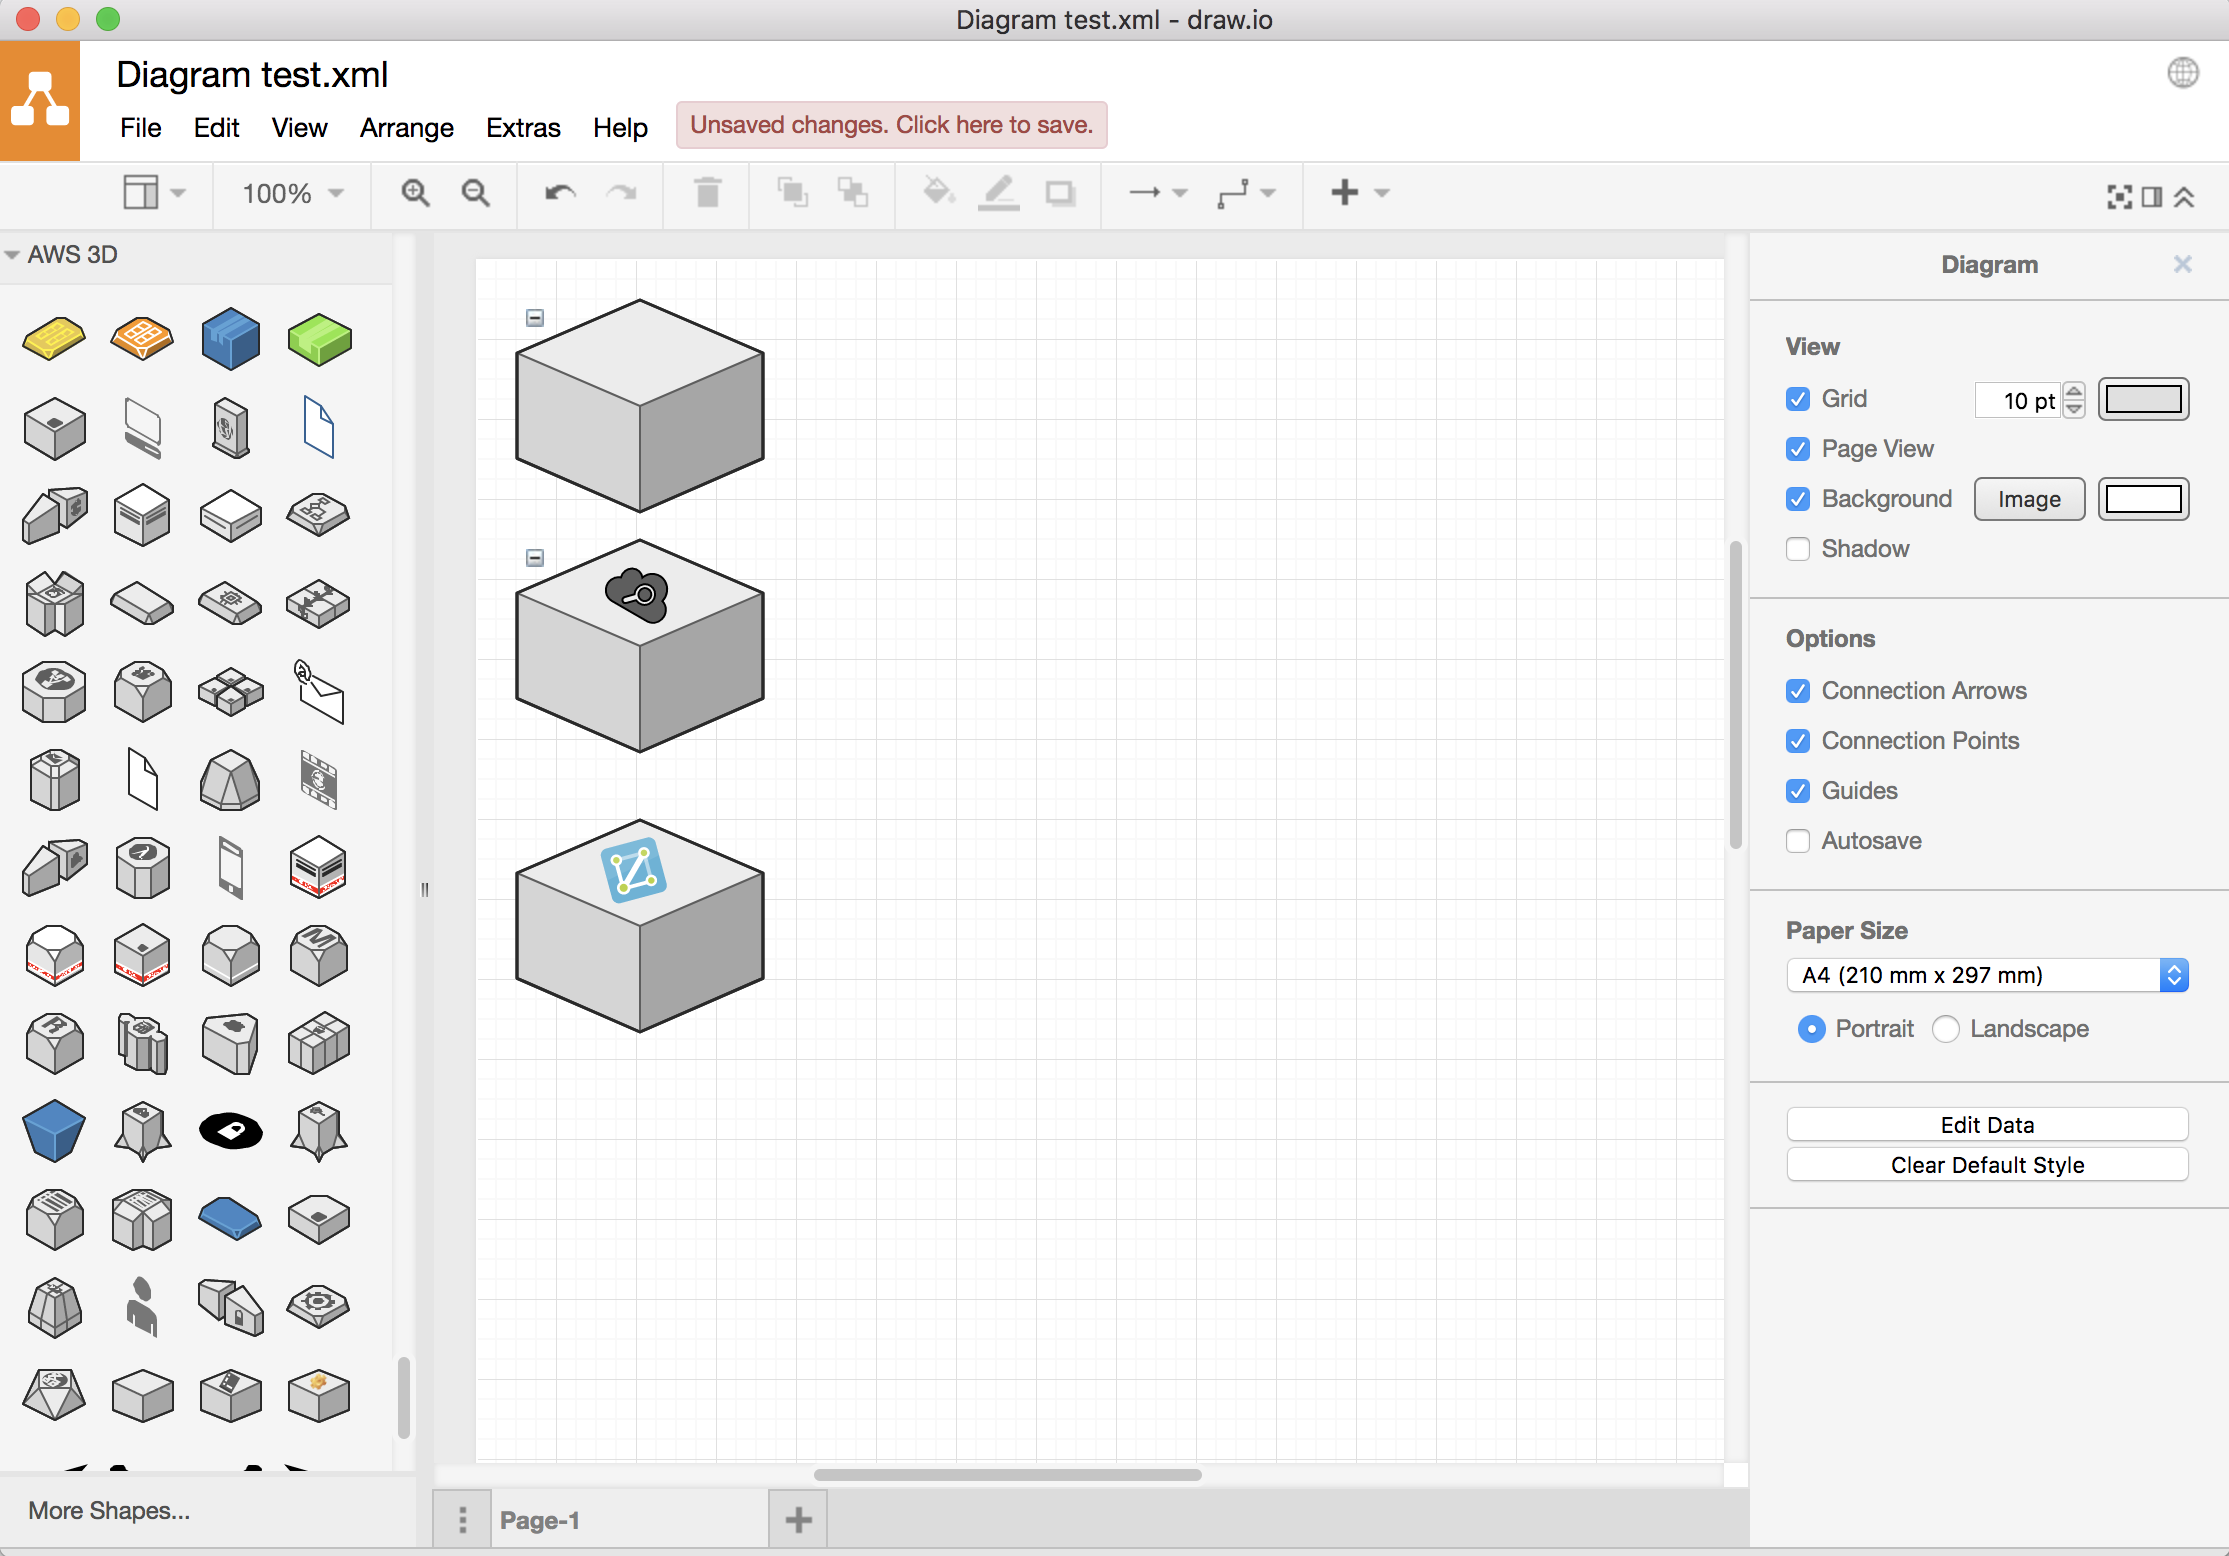 Diagram test.xml - draw.io
Diagram test.xml
File Edit View Arrange Extras Help Unsaved changes. Click here to save.
100%
AWS 3D
M
R
More Shapes...
Page-1
Diagram
View
Grid 10 pt
Page View
Background Image
Shadow
Options
Connection Arrows
Connection Points
Guides
Autosave
Paper Size
A4 (210 mm x 297 mm)
Portrait Landscape
Edit Data
Clear Default Style